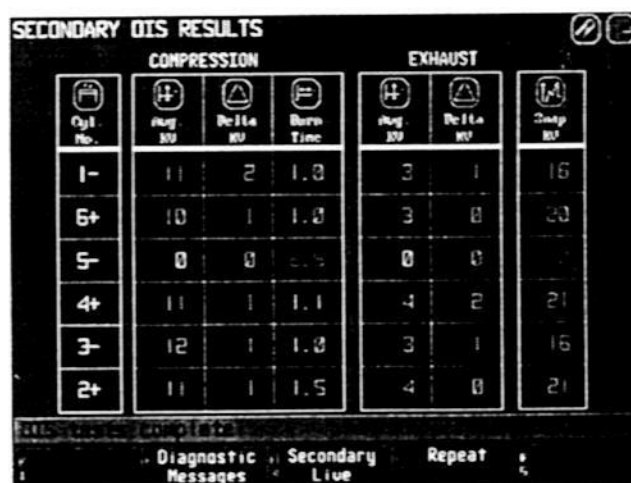 SECONDARY DIS RESULTS
COMPRESSION EXHAUST
Cyl. Avg. Delta Burn Avg. Delta Snap
No. KV KV Time KV KV KV
1- 11 2 1.0 3 1 16
6+ 10 1 1.0 3 0 20
5- 0 0 0 0
4+ 11 1 1.1 4 2 21
3- 12 1 1.0 3 1 16
2+ 11 1 1.5 4 0 21
Diagnostic Secondary Repeat
Messages Live